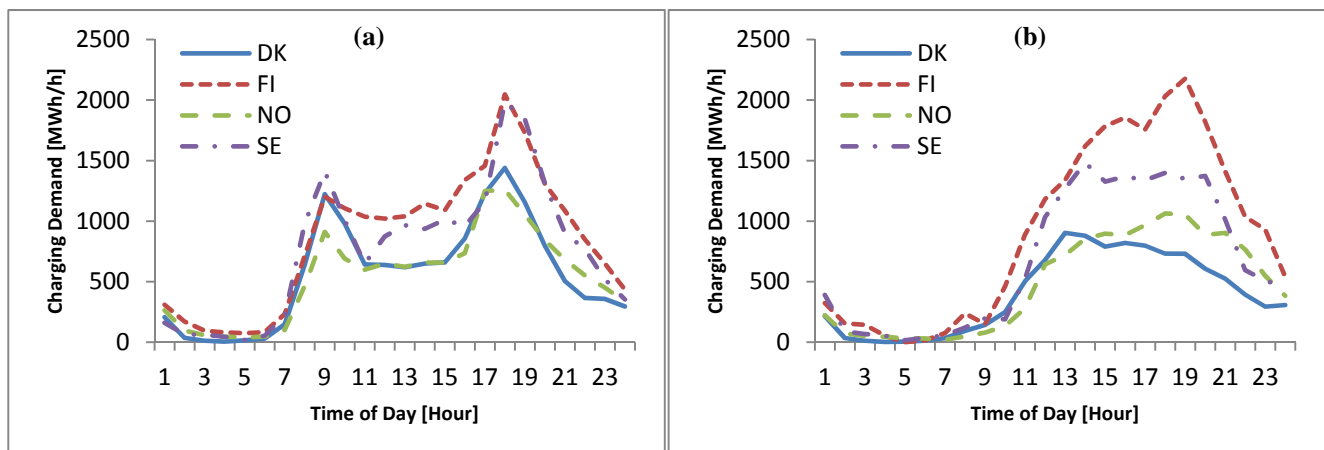 (a)
2500
2000
1500
1000
500
0
Charging Demand [MWh/h]
DK
FI
NO
SE
1 3 5 7 9 11 13 15 17 19 21 23
Time of Day [Hour]
(b)
2500
2000
1500
1000
500
0
Charging Demand [MWh/h]
DK
FI
NO
SE
1 3 5 7 9 11 13 15 17 19 21 23
Time of Day [Hour]